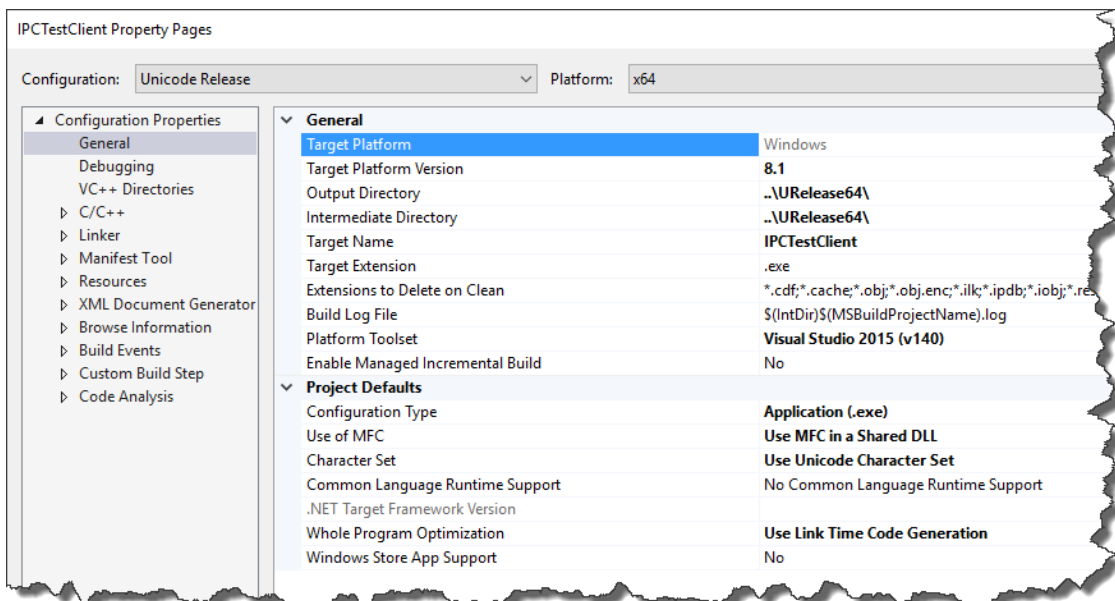 IPCTestClient Property Pages
Configuration: Unicode Release Platform: x64
Configuration Properties
General
Debugging
VC++ Directories
C/C++
Linker
Manifest Tool
Resources
XML Document Generator
Browse Information
Build Events
Custom Build Step
Code Analysis
General
Target Platform Windows
Target Platform Version 8.1
Output Directory ..\URelease64\
Intermediate Directory ..\URelease64\
Target Name IPCTestClient
Target Extension .exe
Extensions to Delete on Clean *.cdf;*.cache;*.obj;*.obj.enc;*.ilk;*.ipdb;*.iobj;*.res
Build Log File $(IntDir)$(MSBuildProjectName).log
Platform Toolset Visual Studio 2015 (v140)
Enable Managed Incremental Build No
Project Defaults
Configuration Type Application (.exe)
Use of MFC Use MFC in a Shared DLL
Character Set Use Unicode Character Set
Common Language Runtime Support No Common Language Runtime Support
.NET Target Framework Version
Whole Program Optimization Use Link Time Code Generation
Windows Store App Support No